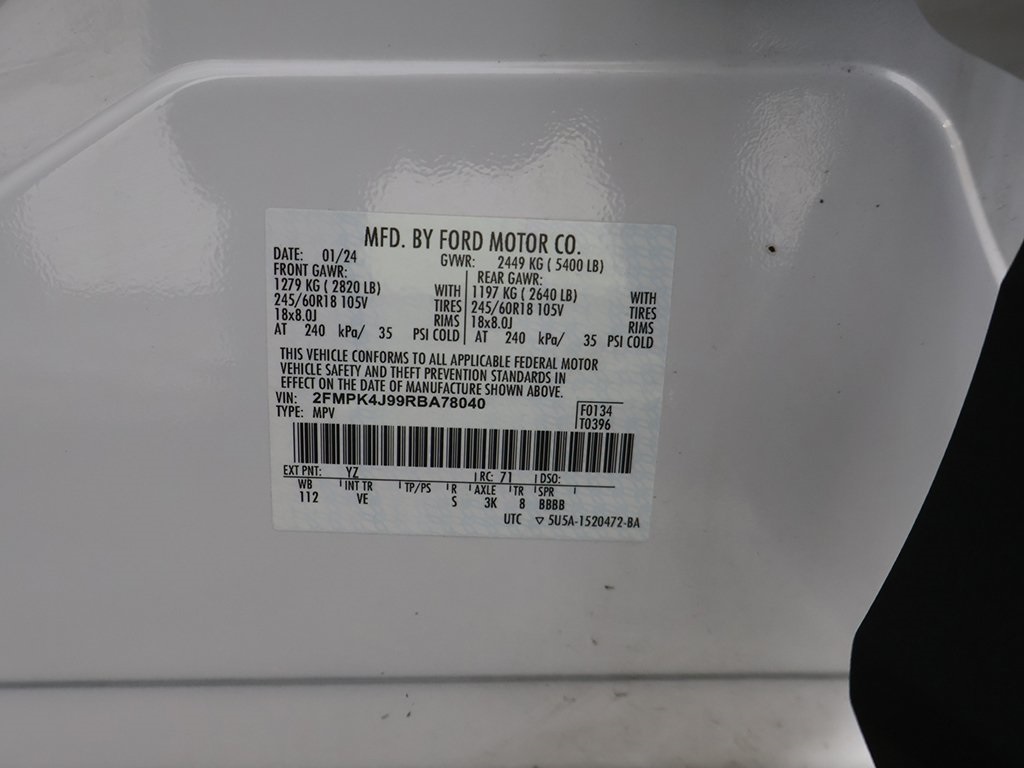 MFD. BY FORD MOTOR CO.
DATE: 01/24 GVWR: 2449 KG ( 5400 LB)
FRONT GAWR: REAR GAWR:
1279 KG ( 2820 LB) WITH 1197 KG ( 2640 LB) WITH
245/60R18 105V TIRES 245/60R18 105V TIRES
18x8.0J RIMS 18x8.0J RIMS
AT 240 kPa/ 35 PSI COLD AT 240 kPa/ 35 PSI COLD
THIS VEHICLE CONFORMS TO ALL APPLICABLE FEDERAL MOTOR
VEHICLE SAFETY AND THEFT PREVENTION STANDARDS IN
EFFECT ON THE DATE OF MANUFACTURE SHOWN ABOVE.
VIN: 2FMPK4J99RBA78040 F0134
TYPE: MPV T0396
EXT PNT: YZ RC: 71 DSO:
WB INT TR TP/PS R AXLE TR SPR
112 VE S 3K 8 BBBB
UTC ▽ 5U5A-1520472-BA